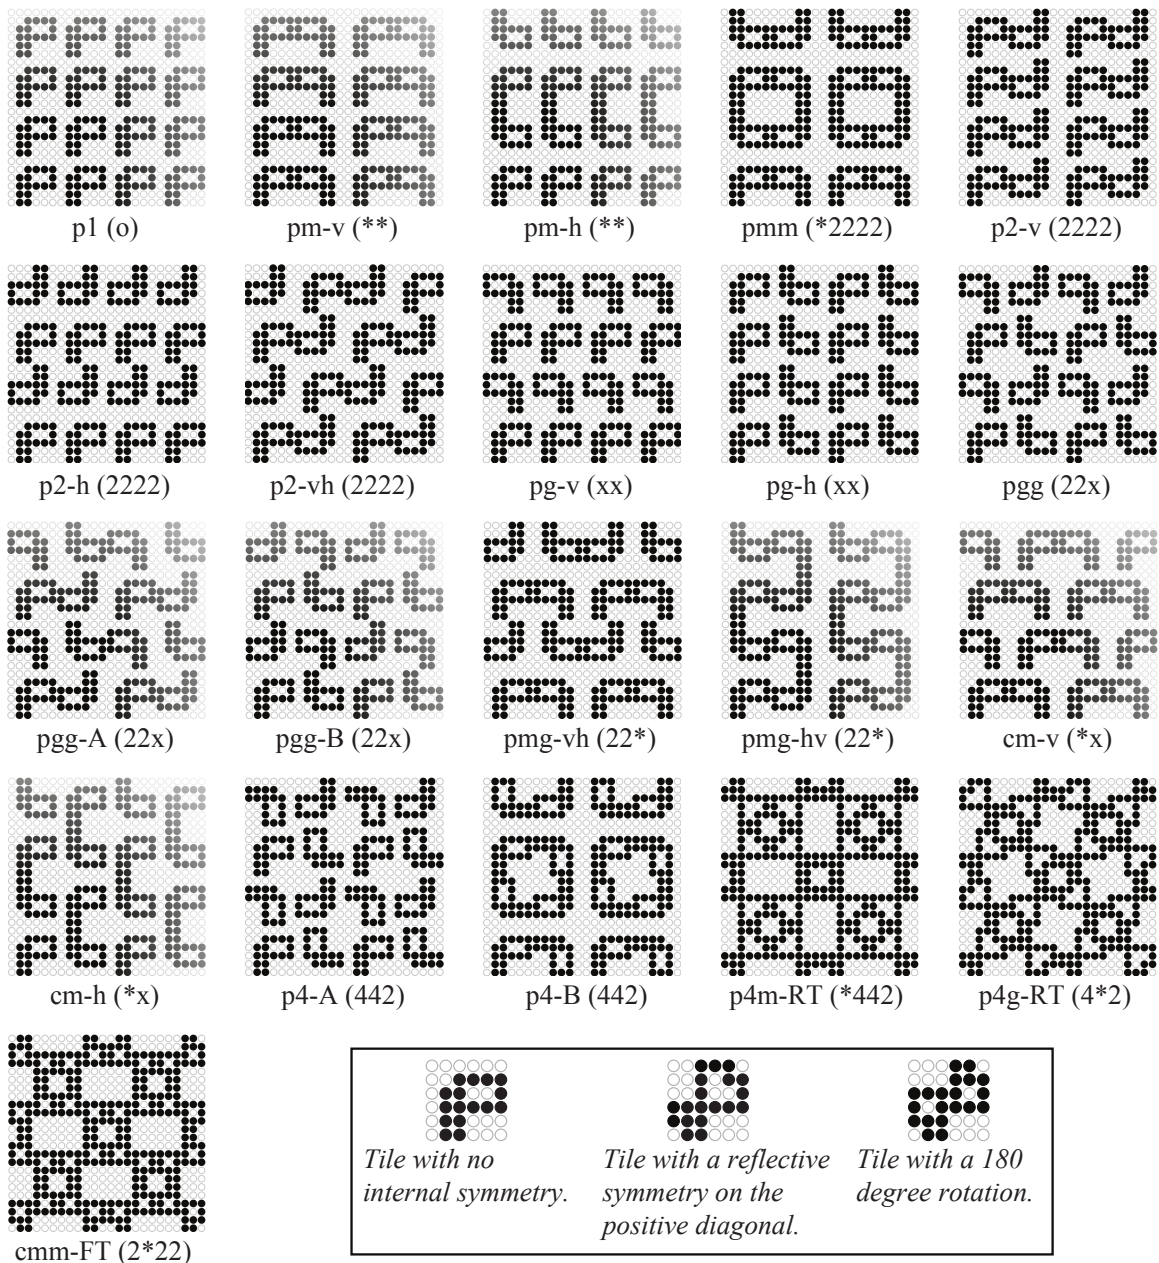 p1 (o) pm-v (**) pm-h (**) pmm (*2222) p2-v (2222)
p2-h (2222) p2-vh (2222) pg-v (xx) pg-h (xx) pgg (22x)
pgg-A (22x) pgg-B (22x) pmg-vh (22*) pmg-hv (22*) cm-v (*x)
cm-h (*x) p4-A (442) p4-B (442) p4m-RT (*442) p4g-RT (4*2)
cmm-FT (2*22)
Tile with no
internal symmetry.
Tile with a reflective
symmetry on the
positive diagonal.
Tile with a 180
degree rotation.